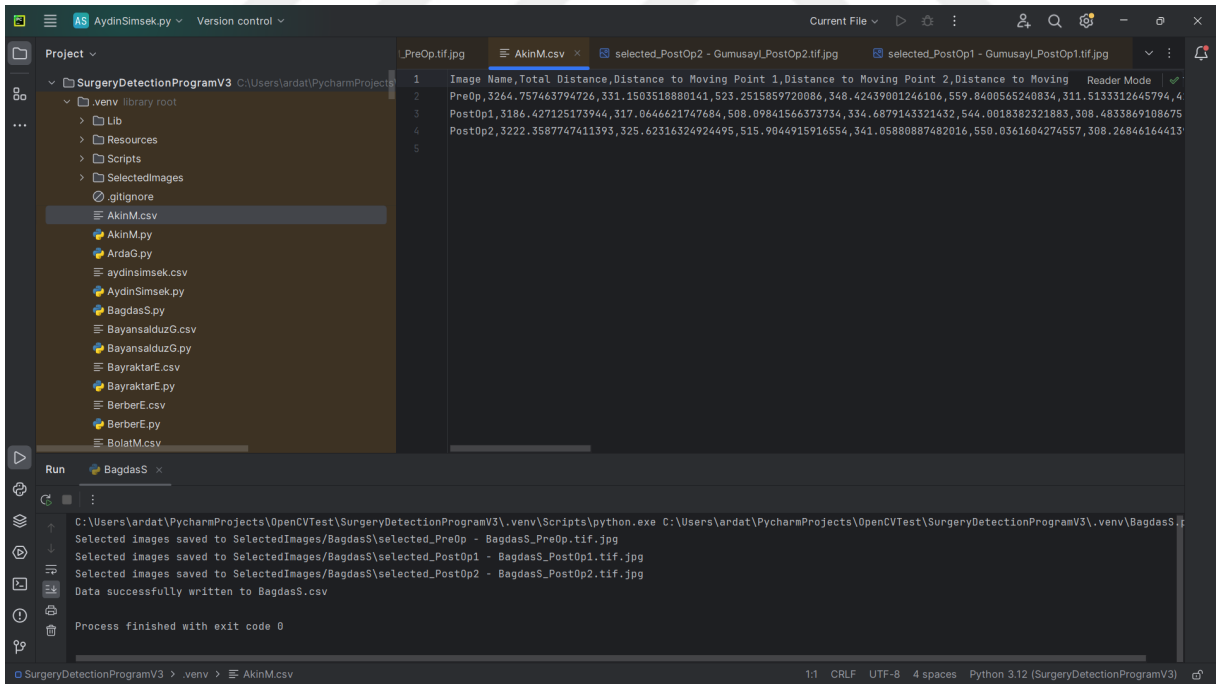 AS AydinSimsek.py Version control Current File
Project
l_PreOp.tif.jpg AkinM.csv selected_PostOp2 - Gumusayl_PostOp2.tif.jpg selected_PostOp1 - Gumusayl_PostOp1.tif.jpg
SurgeryDetectionProgramV3 C:\Users\ardat\PycharmProjects
.venv library root
Lib
Resources
Scripts
SelectedImages
.gitignore
AkinM.csv
AkinM.py
ArdaG.py
aydinsimsek.csv
AydinSimsek.py
BagdasS.py
BayansalduzG.csv
BayansalduzG.py
BayraktarE.csv
BayraktarE.py
BerberE.csv
BerberE.py
BolatM.csv
1 Image Name,Total Distance,Distance to Moving Point 1,Distance to Moving Point 2,Distance to Moving Reader Mode
2 PreOp,3264.757463794726,331.1503518880141,523.2515859720086,348.42439001246106,559.8400565240834,311.5133312645794,4
3 PostOp1,3186.427125173944,317.0646621747684,508.09841566373734,334.6879143321432,544.0018382321883,308.4833869108675
4 PostOp2,3222.3587747411393,325.62316324924495,515.9044915916554,341.05880887482016,550.0361604274557,308.26846164413
5
Run BagdasS
C:\Users\ardat\PycharmProjects\OpenCVTest\SurgeryDetectionProgramV3\.venv\Scripts\python.exe C:\Users\ardat\PycharmProjects\OpenCVTest\SurgeryDetectionProgramV3\.venv\BagdasS.p
Selected images saved to SelectedImages/BagdasS\selected_PreOp - BagdasS_PreOp.tif.jpg
Selected images saved to SelectedImages/BagdasS\selected_PostOp1 - BagdasS_PostOp1.tif.jpg
Selected images saved to SelectedImages/BagdasS\selected_PostOp2 - BagdasS_PostOp2.tif.jpg
Data successfully written to BagdasS.csv
Process finished with exit code 0
SurgeryDetectionProgramV3 > .venv > AkinM.csv 1:1 CRLF UTF-8 4 spaces Python 3.12 (SurgeryDetectionProgramV3)